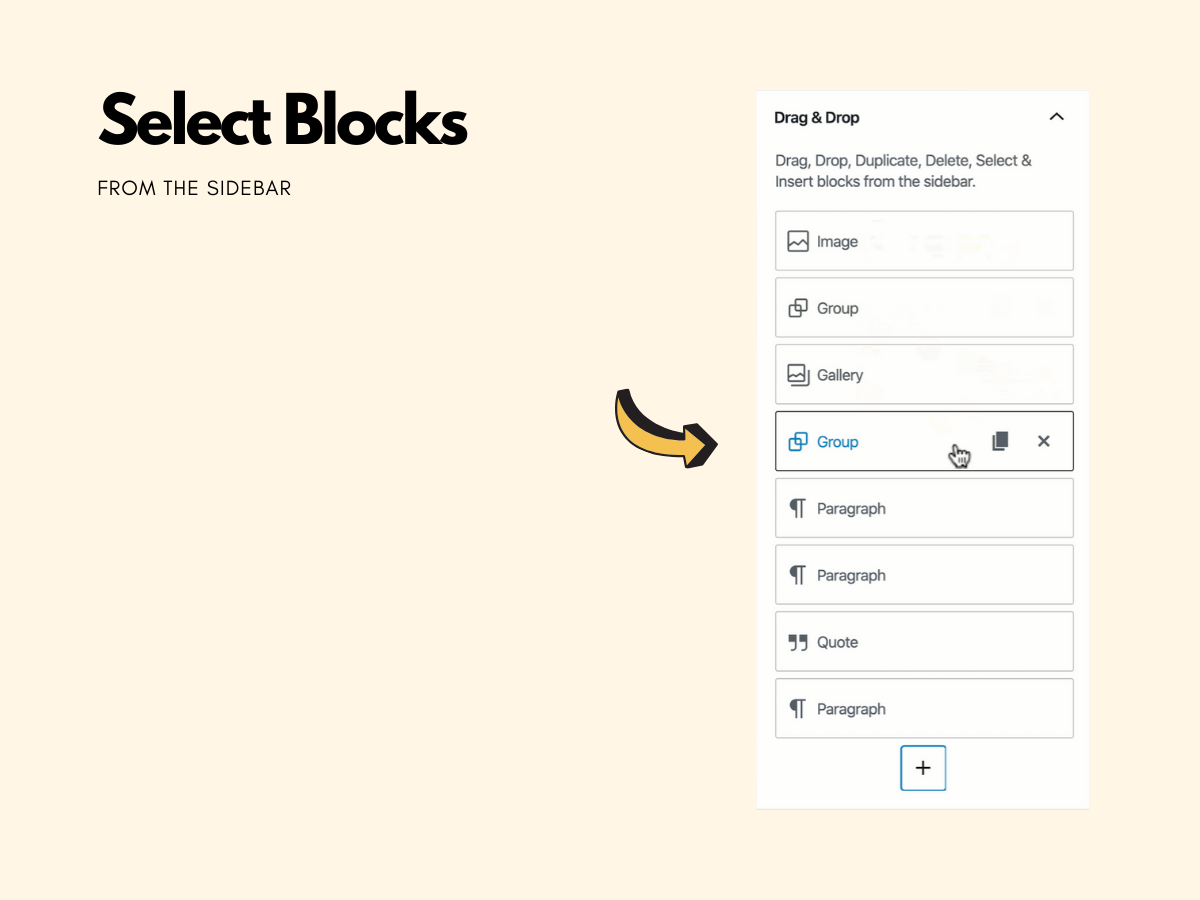 Select Blocks
FROM THE SIDEBAR
Drag & Drop
Drag, Drop, Duplicate, Delete, Select &
Insert blocks from the sidebar.
Image
Group
Gallery
Group
Paragraph
Paragraph
Quote
Paragraph